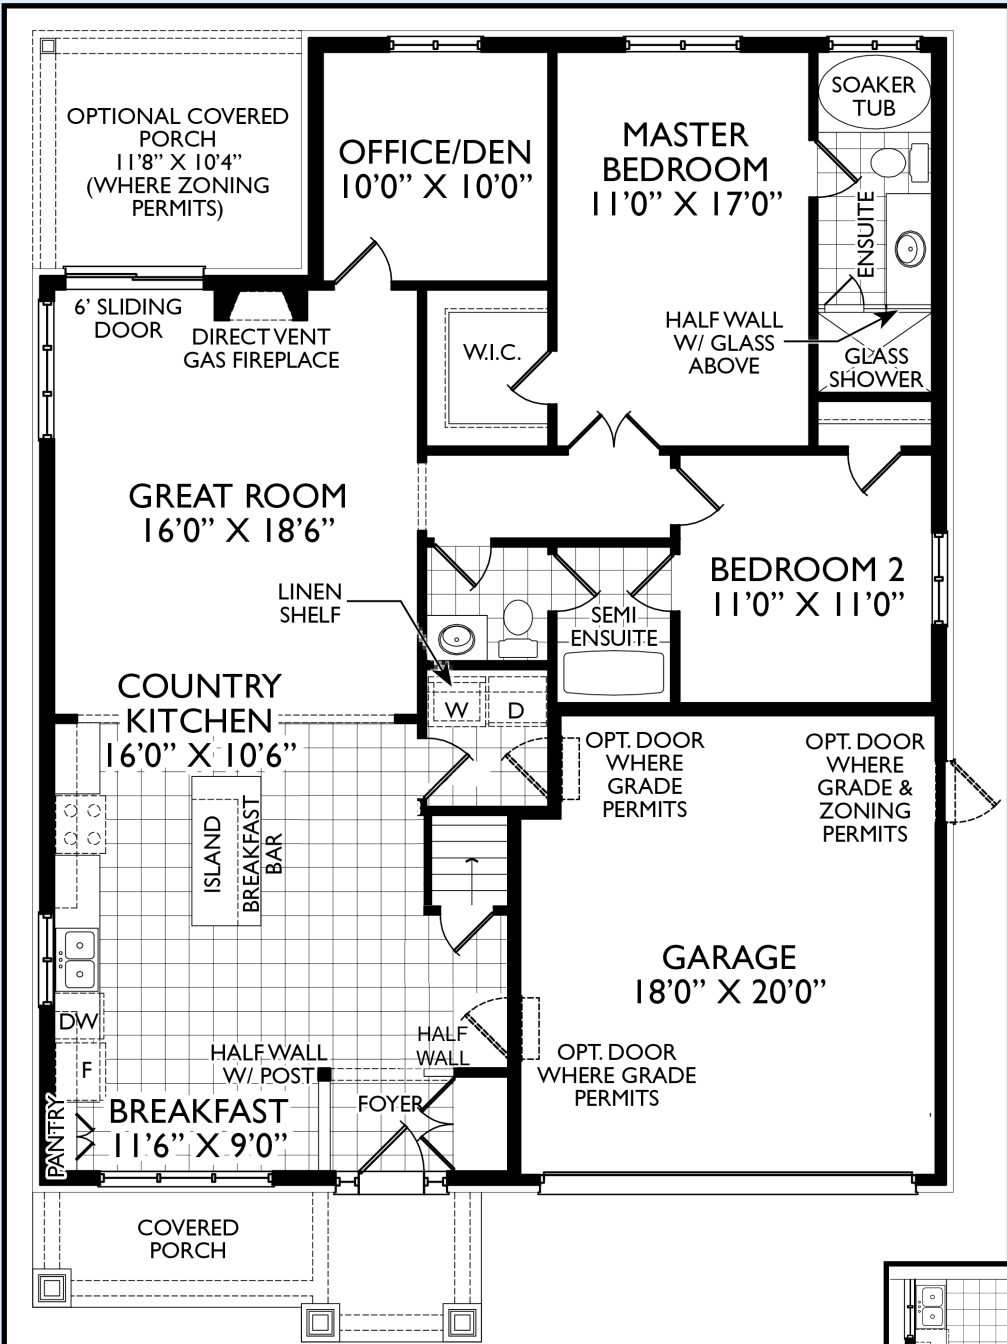 SOAKER
TUB
OPTIONAL COVERED
PORCH
11'8” X 10'4”
(WHERE ZONING
PERMITS)
OFFICE/DEN
10'0” X 10'0”
MASTER
BEDROOM
11'0” X 17'0”
ENSUITE
6' SLIDING
DOOR
DIRECT VENT
GAS FIREPLACE
W.I.C.
HALF WALL
W/ GLASS
ABOVE
GLASS
SHOWER
GREAT ROOM
16'0” X 18'6”
LINEN
SHELF
SEMI
ENSUITE
BEDROOM 2
11'0” X 11'0”
COUNTRY
KITCHEN
16'0” X 10'6”
W
D
OPT. DOOR
WHERE
GRADE
PERMITS
OPT. DOOR
WHERE
GRADE &
ZONING
PERMITS
ISLAND
BREAKFAST
BAR
GARAGE
18'0” X 20'0”
DW
F
HALF WALL
W/ POST
HALF
WALL
OPT. DOOR
WHERE GRADE
PERMITS
PANTRY
BREAKFAST
11'6” X 9'0”
FOYER
COVERED
PORCH